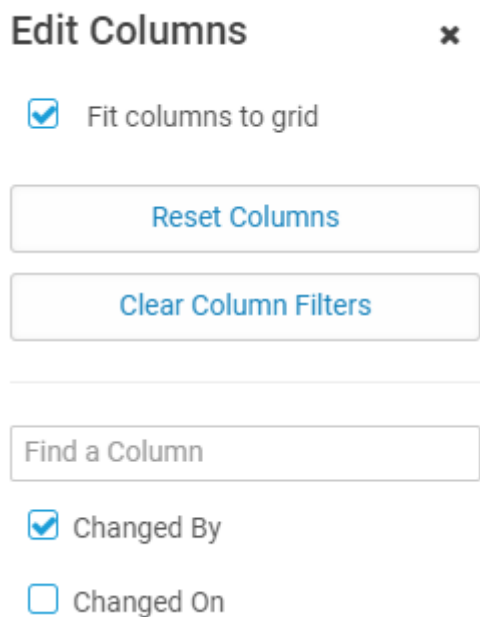 Edit Columns
Fit columns to grid
Reset Columns
Clear Column Filters
Find a Column
Changed By
Changed On